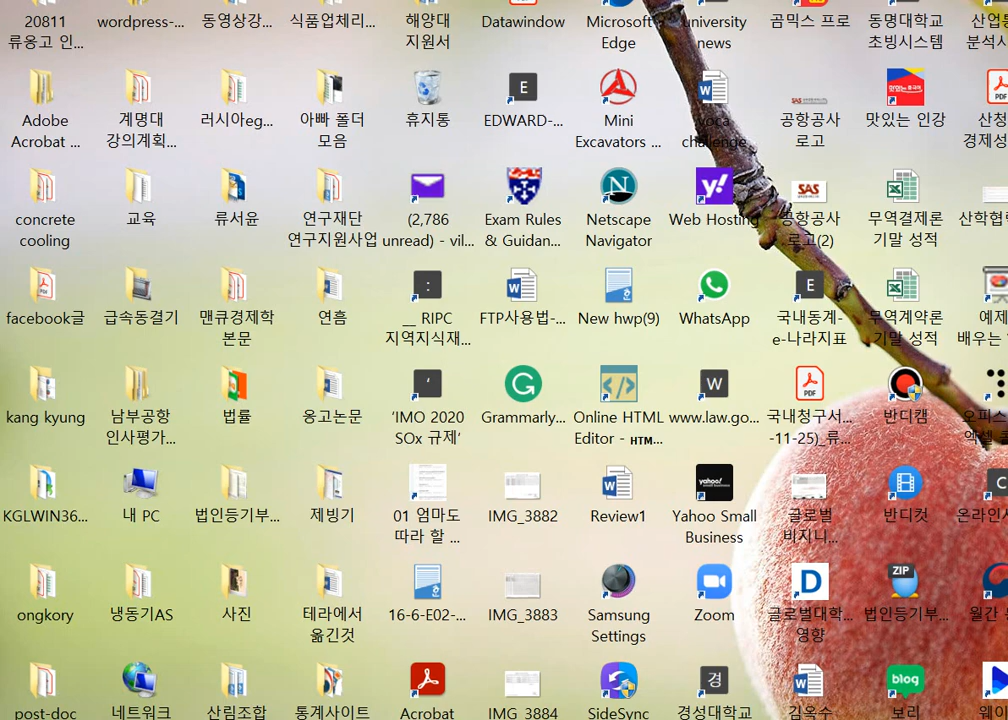 20811
류옹고 인...
wordpress-...
동영상강...
식품업체리...
해양대
지원서
Datawindow
Microsoft
Edge
university
news
곰믹스 프로
동명대학교
초빙시스템
산업동
분석시
Adobe
Acrobat ...
계명대
강의계획...
러시아eg...
아빠 폴더
모음
휴지통
E
EDWARD-...
Mini
Excavators ...
voca
challenge
SAS
공항공사
로고
맛있는 인강
PDF
산청
경제성
concrete
cooling
교육
류서윤
연구재단
연구지원사업
(2,786
unread) - vil...
Exam Rules
& Guidan...
N
Netscape
Navigator
y!
Web Hosting
SAS
공항공사
로고(2)
무역결제론
기말 성적
산학협력
facebook글
급속동결기
맨큐경제학
본문
연흠
:
__ RIPC
지역지식재...
FTP사용법-...
New hwp(9)
WhatsApp
E
국내통계-
e-나라지표
무역계약론
기말 성적
예제
배우는
kang kyung
남부공항
인사평가...
법률
옹고논문
‘
‘IMO 2020
SOx 규제’
G
Grammarly...
</>
Online HTML
Editor - HTM...
W
www.law.go...
PDF
국내청구서...
-11-25)_류...
반디캠
오피스
엑셀
KGLWIN36...
내 PC
법인등기부...
제빙기
01 엄마도
따라 할 ...
IMG_3882
Review1
yahoo!
small business
Yahoo Small
Business
글로벌
비지니...
반디컷
C
온라인
ongkory
냉동기AS
사진
테라에서
옮긴것
16-6-E02-...
IMG_3883
Samsung
Settings
Zoom
D
글로벌대학...
영향
ZIP
법인등기부...
월간
post-doc
네트워크
산림조합
통계사이트
Acrobat
IMG_3884
SideSync
경
경성대학교
김옥수
blog
보리
웨이